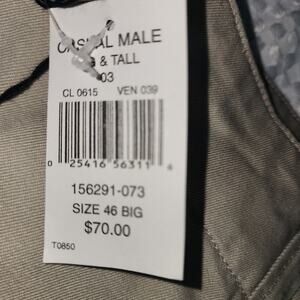 CASUAL MALE
& TALL
03
CL 0615 VEN 039
0 25416 56311
156291-073
SIZE 46 BIG
$70.00
T0850